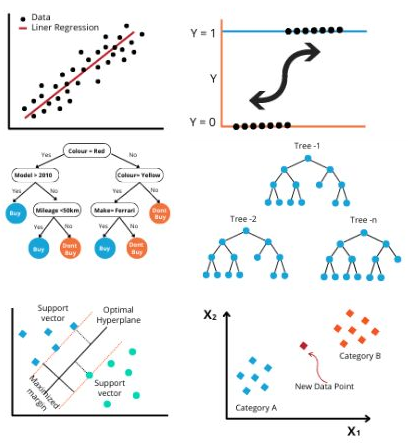 Data
Liner Regression
Y = 1
Y
Y = 0
Colour = Red
Yes
No
Model > 2010
Colour= Yellow
Yes
No
Yes
No
Buy
Mileage <50km
Make= Ferrari
Dont
Buy
Yes
No
Yes
No
Buy
Dont
Buy
Buy
Dont
Buy
Tree -1
Tree -2
Tree -n
Support
vector
Optimal
Hyperplane
Maximized
margin
Support
vector
X2
Category B
New Data Point
Category A
X1